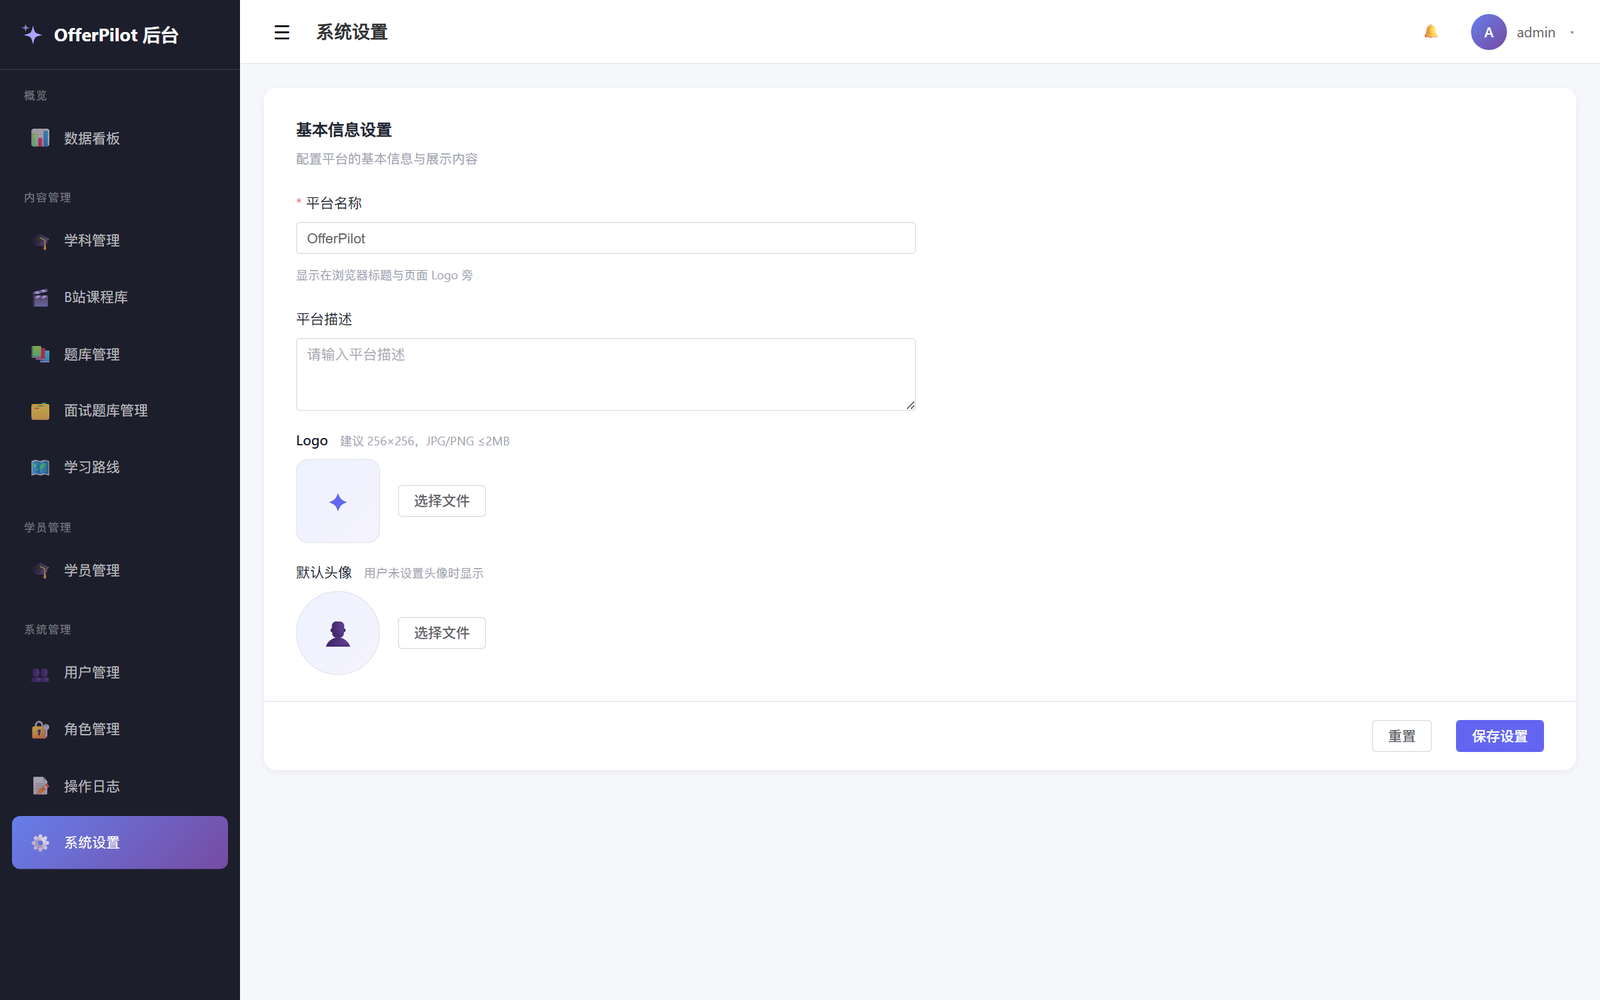 OfferPilot 后台
概览
数据看板
内容管理
学科管理
B站课程库
题库管理
面试题库管理
学习路线
学员管理
学员管理
系统管理
用户管理
角色管理
操作日志
系统设置
☰ 系统设置
A admin
基本信息设置
配置平台的基本信息与展示内容
* 平台名称
OfferPilot
显示在浏览器标题与页面 Logo 旁
平台描述
请输入平台描述
Logo 建议 256×256，JPG/PNG ≤2MB
选择文件
默认头像 用户未设置头像时显示
选择文件
重置 保存设置